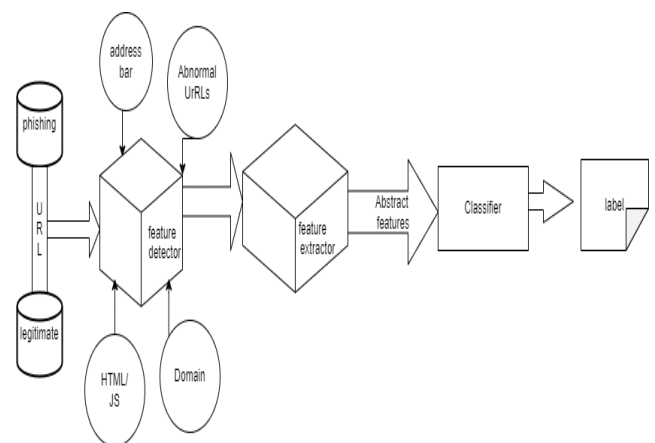 address
bar
Abnormal
UrRLs
phishing
U
R
L
legitimate
feature
detector
HTML/
JS
Domain
feature
extractor
Abstract
features
Classifier
label